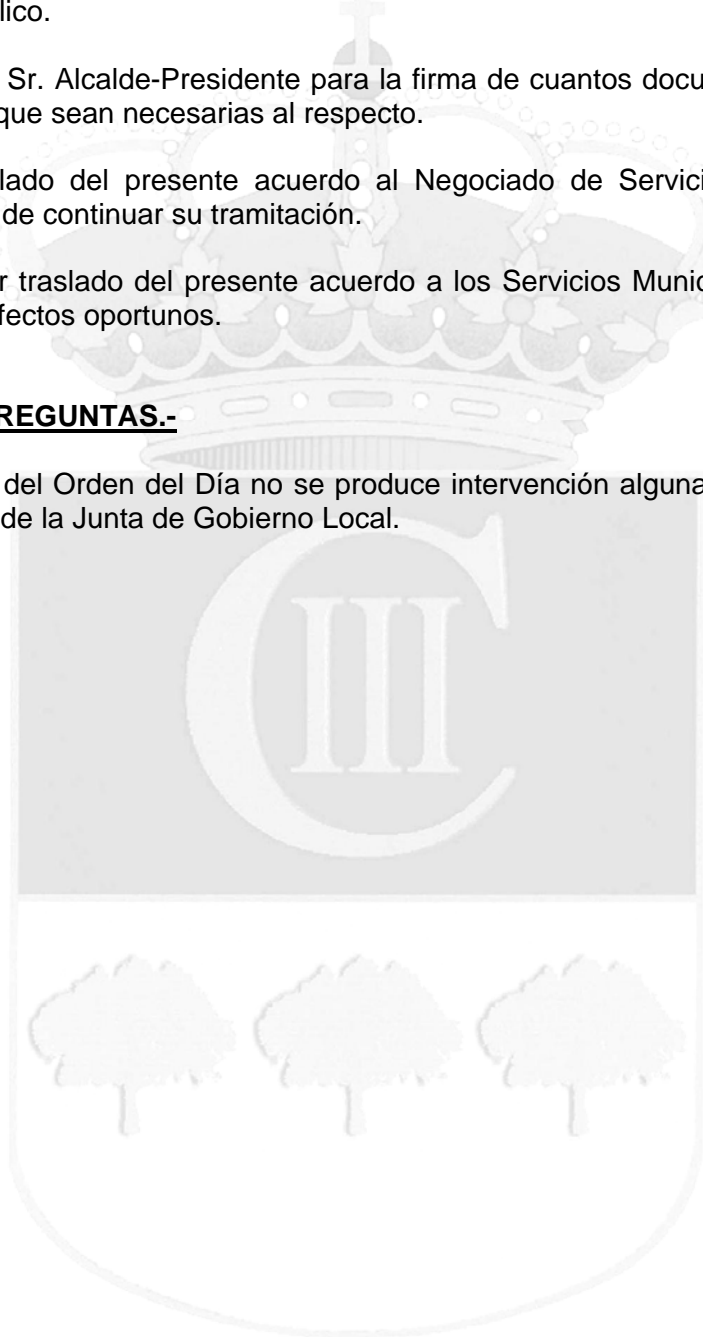 lico.
Sr. Alcalde-Presidente para la firma de cuantos docu
que sean necesarias al respecto.
lado del presente acuerdo al Negociado de Servici
de continuar su tramitación.
r traslado del presente acuerdo a los Servicios Munic
fectos oportunos.
REGUNTAS.-
del Orden del Día no se produce intervención alguna
de la Junta de Gobierno Local.
C
III